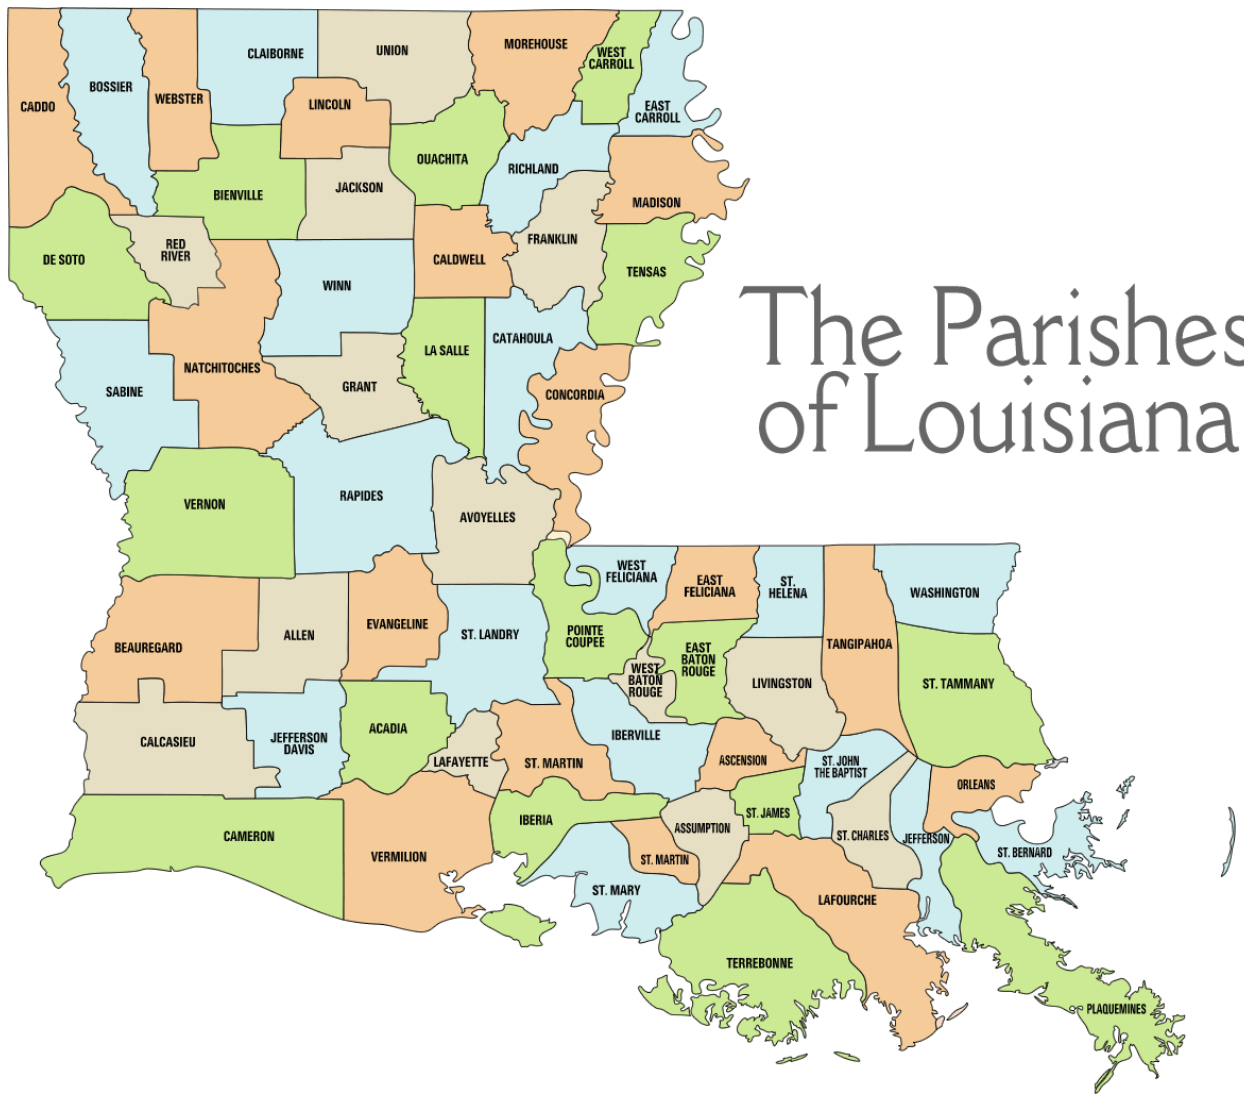 CADDO
BOSSIER
WEBSTER
CLAIBORNE
UNION
MOREHOUSE
WEST
CARROLL
EAST
CARROLL
LINCOLN
OUACHITA
RICHLAND
MADISON
BIENVILLE
JACKSON
DE SOTO
RED
RIVER
CALDWELL
FRANKLIN
TENSAS
WINN
The Parishes
of Louisiana
NATCHITOCHES
SABINE
GRANT
LA SALLE
CATAHOULA
CONCORDIA
VERNON
RAPIDES
AVOYELLES
WEST
FELICIANA
EAST
FELICIANA
ST.
HELENA
WASHINGTON
BEAUREGARD
ALLEN
EVANGELINE
ST. LANDRY
POINTE
COUPEE
WEST
BATON
ROUGE
EAST
BATON
ROUGE
LIVINGSTON
TANGIPAHOA
ST. TAMMANY
CALCASIEU
JEFFERSON
DAVIS
ACADIA
LAFAYETTE
ST. MARTIN
IBERVILLE
ASCENSION
ST. JOHN
THE BAPTIST
ORLEANS
CAMERON
VERMILION
IBERIA
ST. MARTIN
ASSUMPTION
ST. JAMES
ST. CHARLES
JEFFERSON
ST. BERNARD
ST. MARY
LAFOURCHE
TERREBONNE
PLAQUEMINES